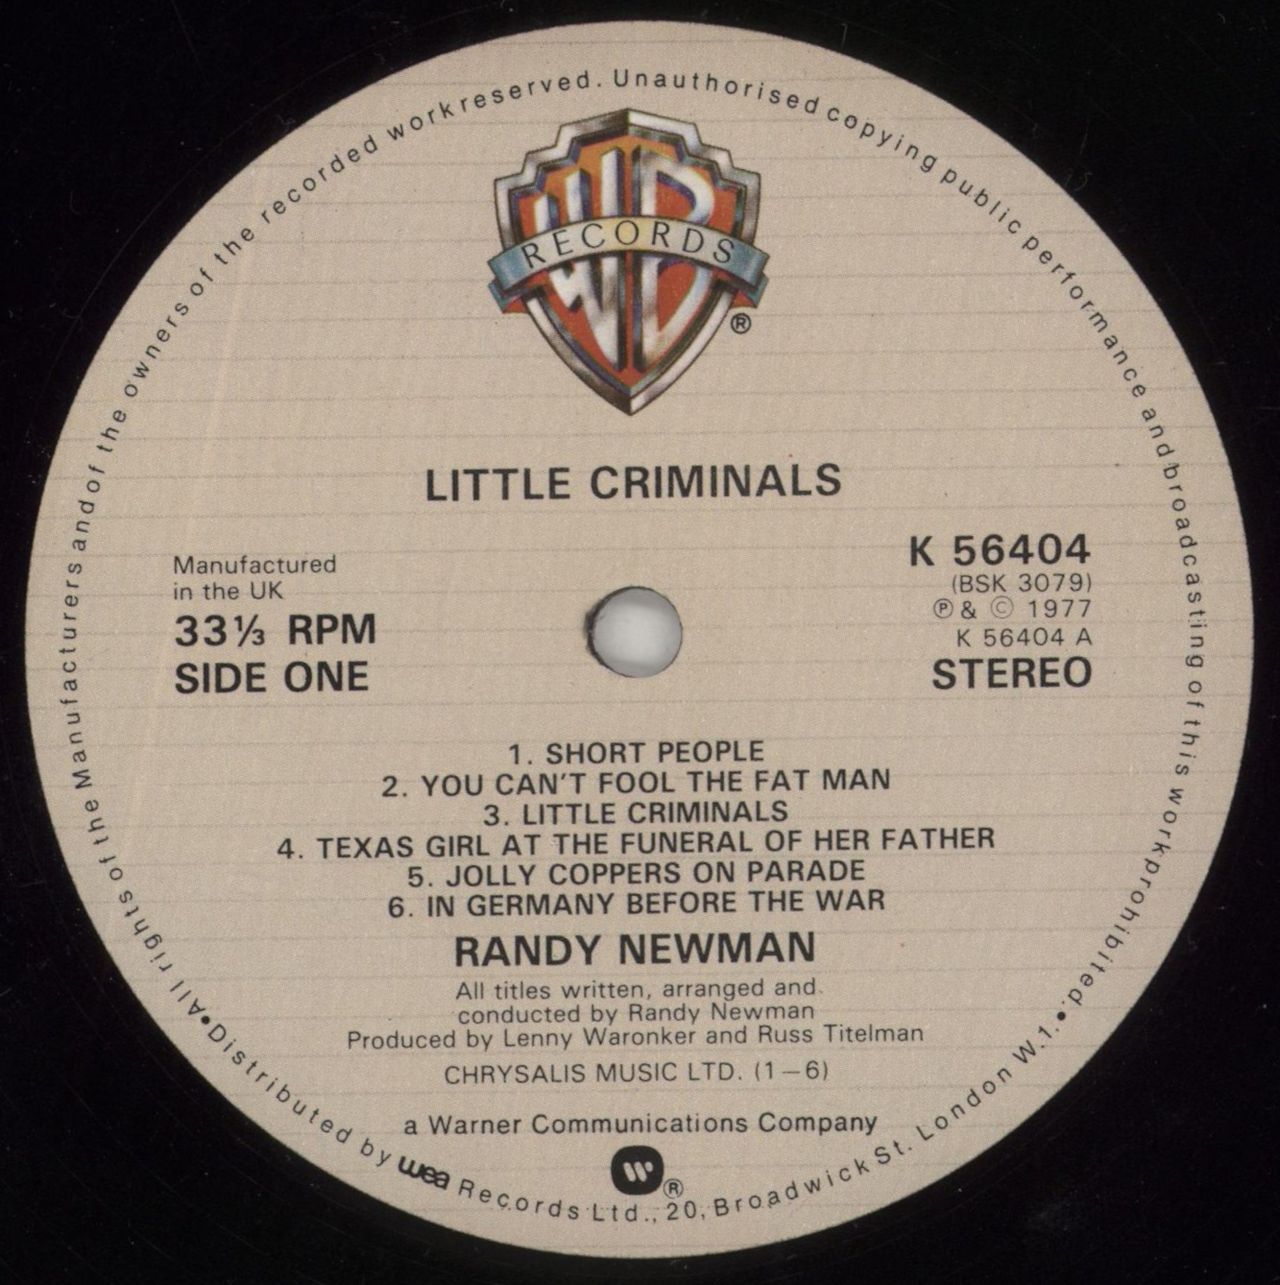 All rights of the Manufacturers and of the owners of the recorded work reserved. Unauthorised copying public performance and broadcasting of this work prohibited.
WB
RECORDS
®
LITTLE CRIMINALS
Manufactured
in the UK
33⅓ RPM
SIDE ONE
K 56404
(BSK 3079)
℗ & © 1977
K 56404 A
STEREO
1. SHORT PEOPLE
2. YOU CAN'T FOOL THE FAT MAN
3. LITTLE CRIMINALS
4. TEXAS GIRL AT THE FUNERAL OF HER FATHER
5. JOLLY COPPERS ON PARADE
6. IN GERMANY BEFORE THE WAR
RANDY NEWMAN
All titles written, arranged and
conducted by Randy Newman
Produced by Lenny Waronker and Russ Titelman
CHRYSALIS MUSIC LTD. (1–6)
a Warner Communications Company
W ®
•Distributed by wea Records Ltd., 20, Broadwick St. London W.1.•